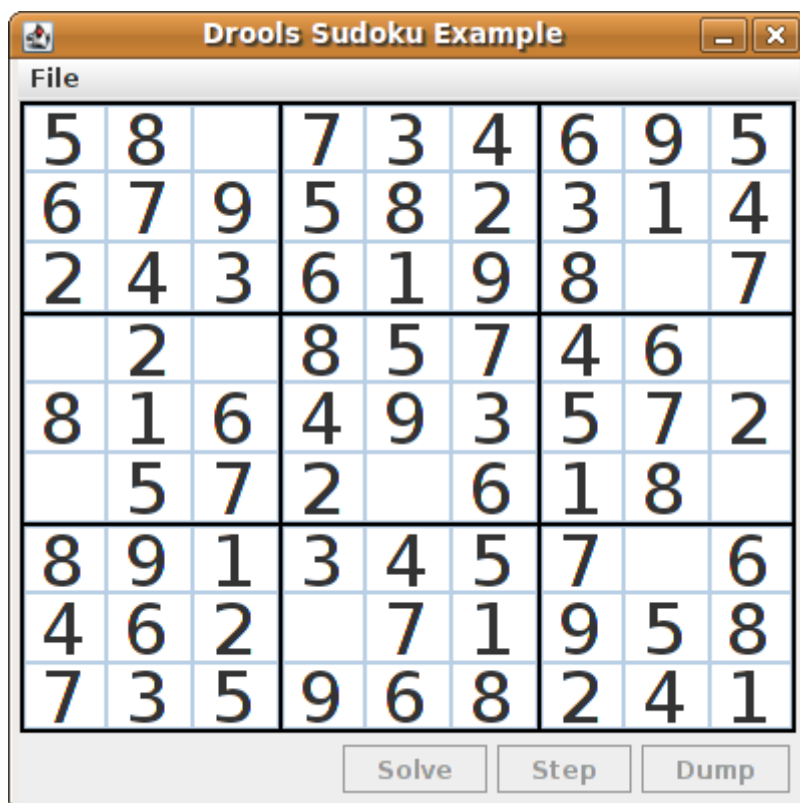 Drools Sudoku Example
File
5 8 7 3 4 6 9 5
6 7 9 5 8 2 3 1 4
2 4 3 6 1 9 8 7
2 8 5 7 4 6
8 1 6 4 9 3 5 7 2
5 7 2 6 1 8
8 9 1 3 4 5 7 6
4 6 2 7 1 9 5 8
7 3 5 9 6 8 2 4 1
Solve Step Dump